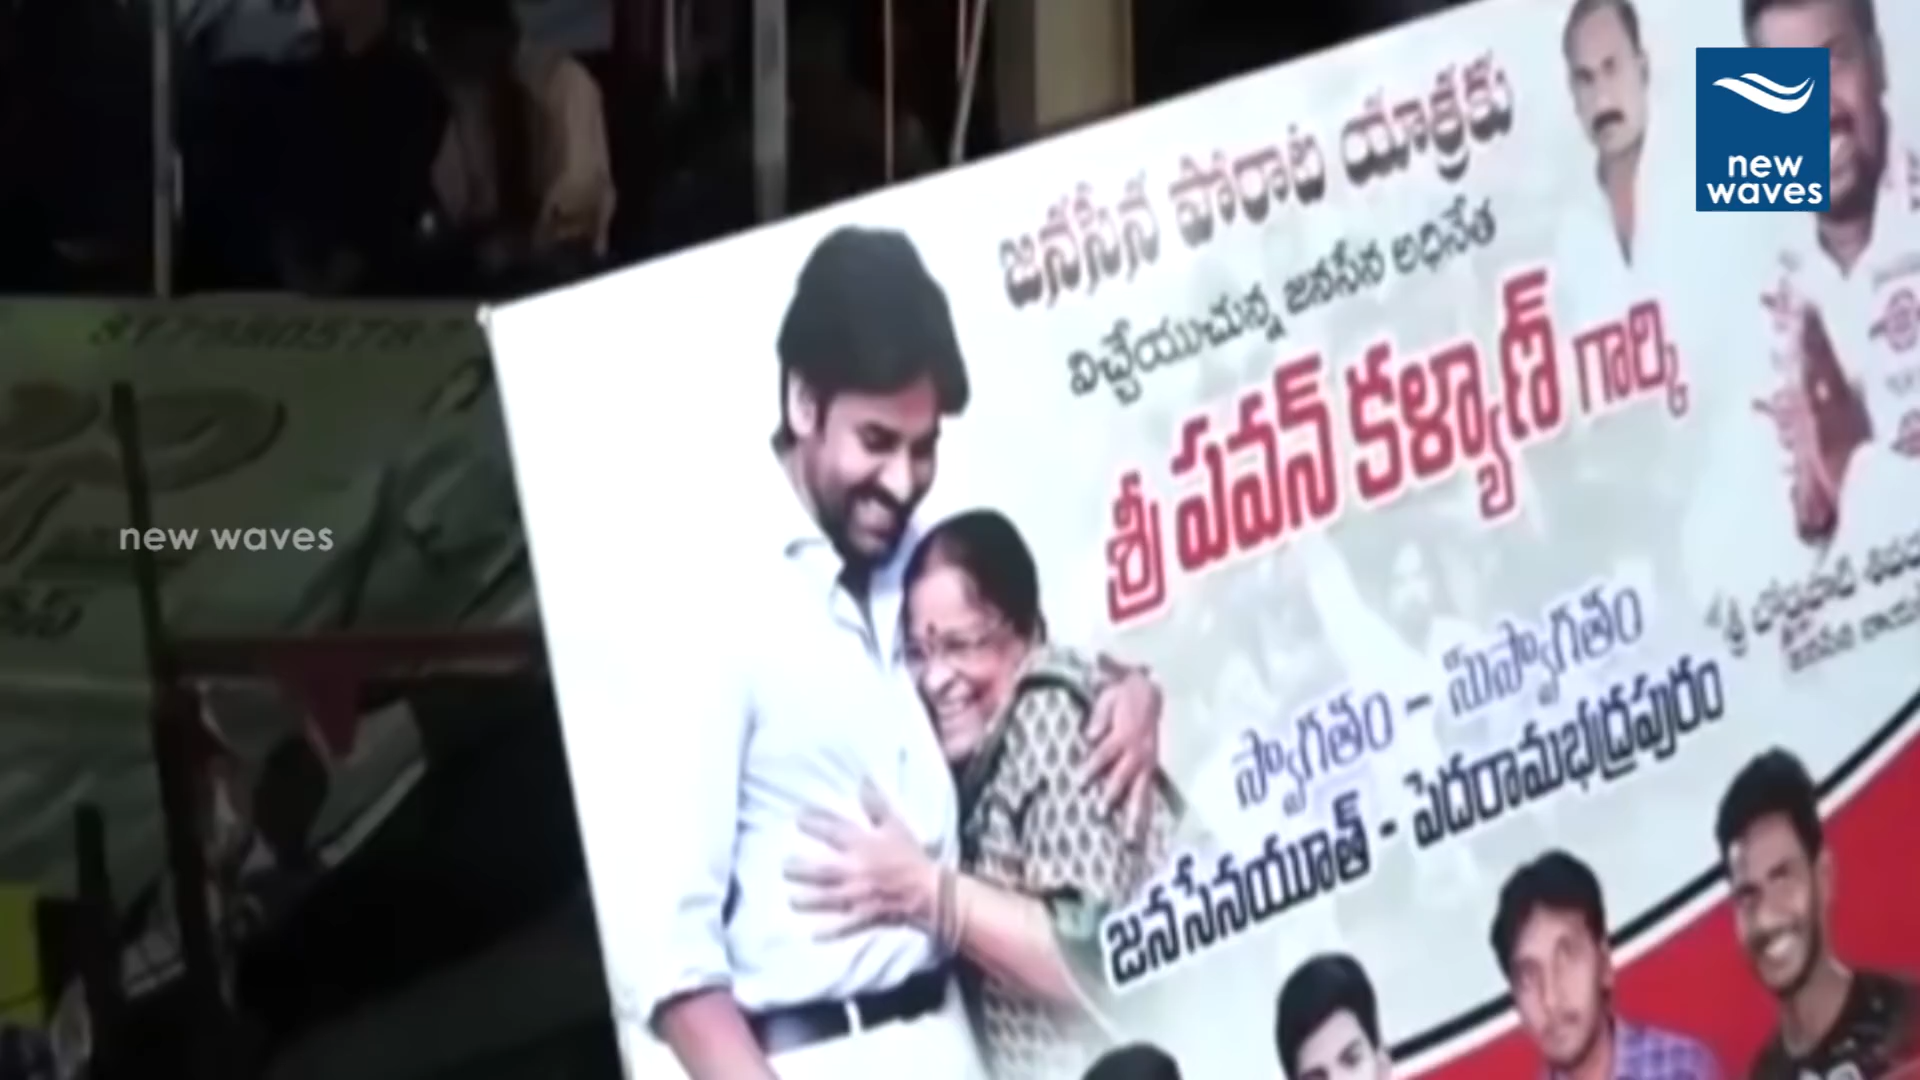 జనసేన పోరాట యాత్రకు
విచ్చేయుచున్న జనసేన అధినేత
శ్రీ పవన్ కళ్యాణ్ గార్కి
స్వాగతం - సుస్వాగతం
జనసేనయూత్ - పెదరామభద్రపురం
new
waves
new waves